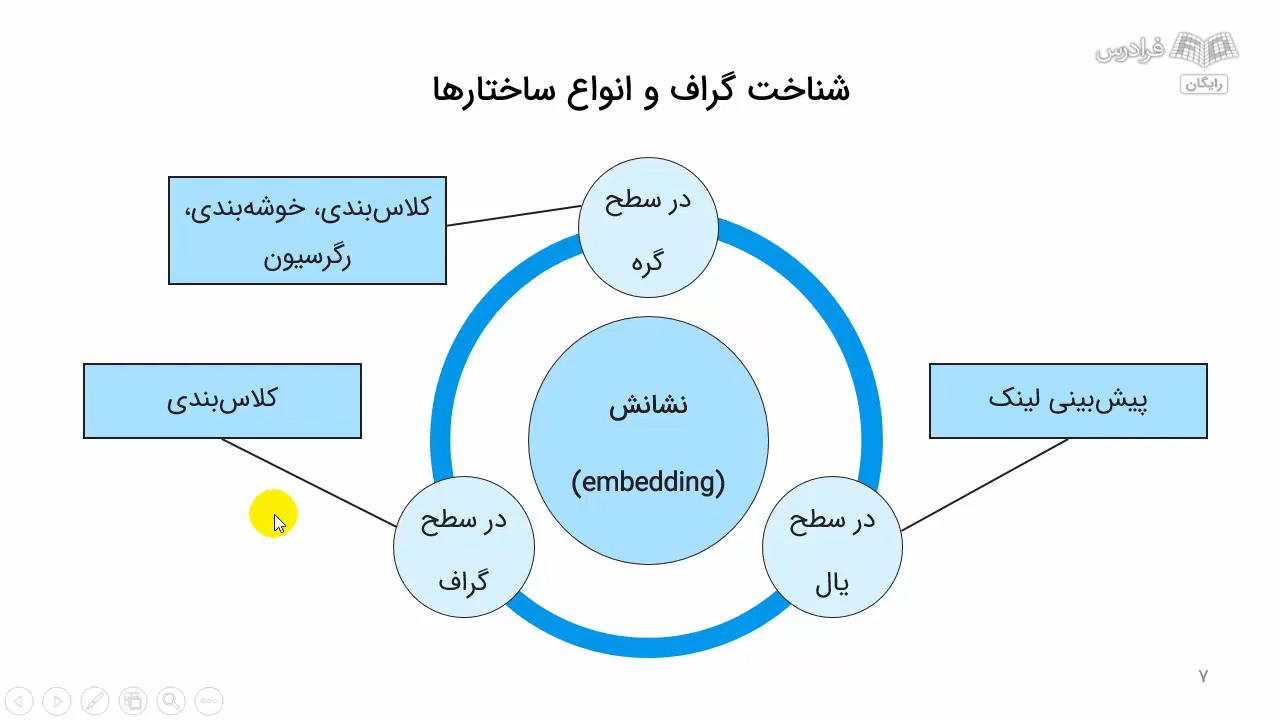 فرادرس
رایگان
شناخت گراف و انواع ساختارها
در سطح
گره
کلاس‌بندی، خوشه‌بندی،
رگرسیون
نشانش
(embedding)
پیش‌بینی لینک
در سطح
یال
کلاس‌بندی
در سطح
گراف
۷